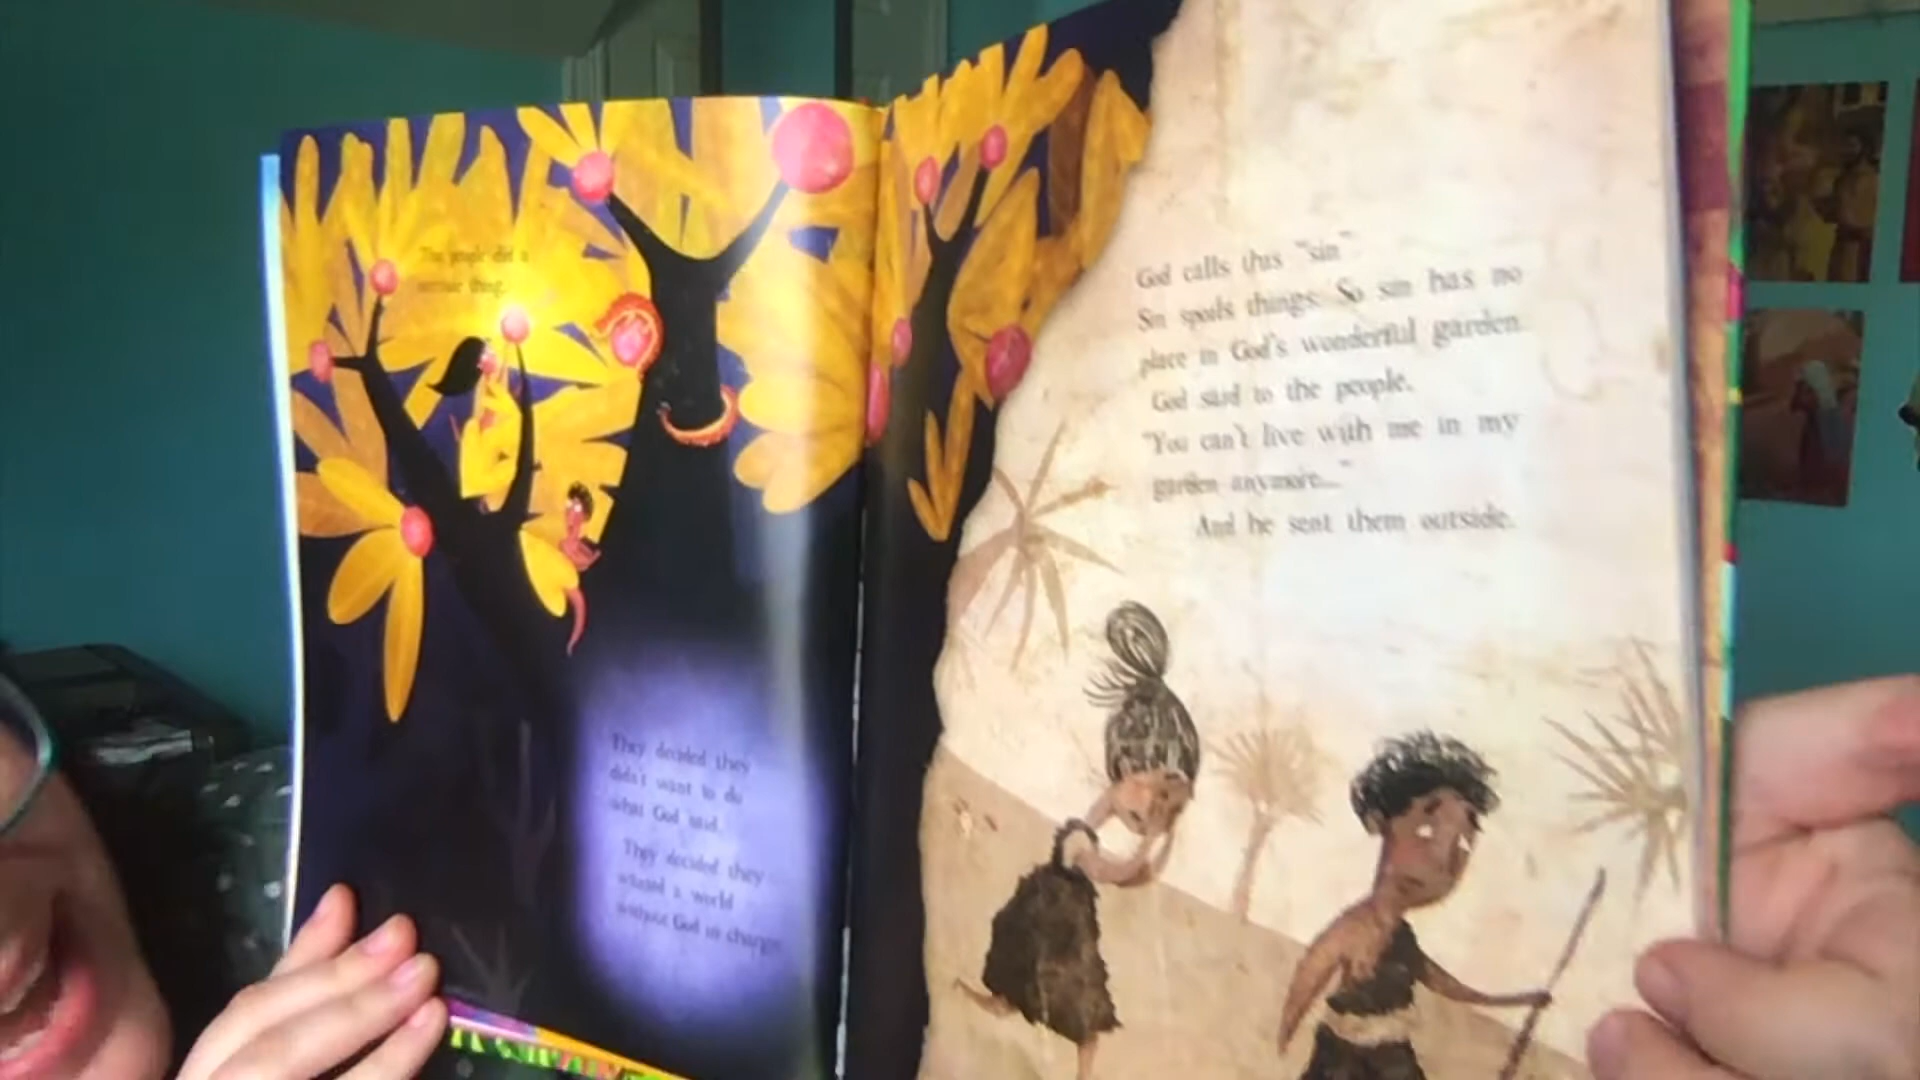 The people did a
terrible thing.
They decided they
didn't want to do
what God said.
They decided they
wanted a world
without God in charge.
God calls this "sin".
Sin spoils things. So sin has no
place in God's wonderful garden.
God said to the people,
"You can't live with me in my
garden anymore..."
And he sent them outside.